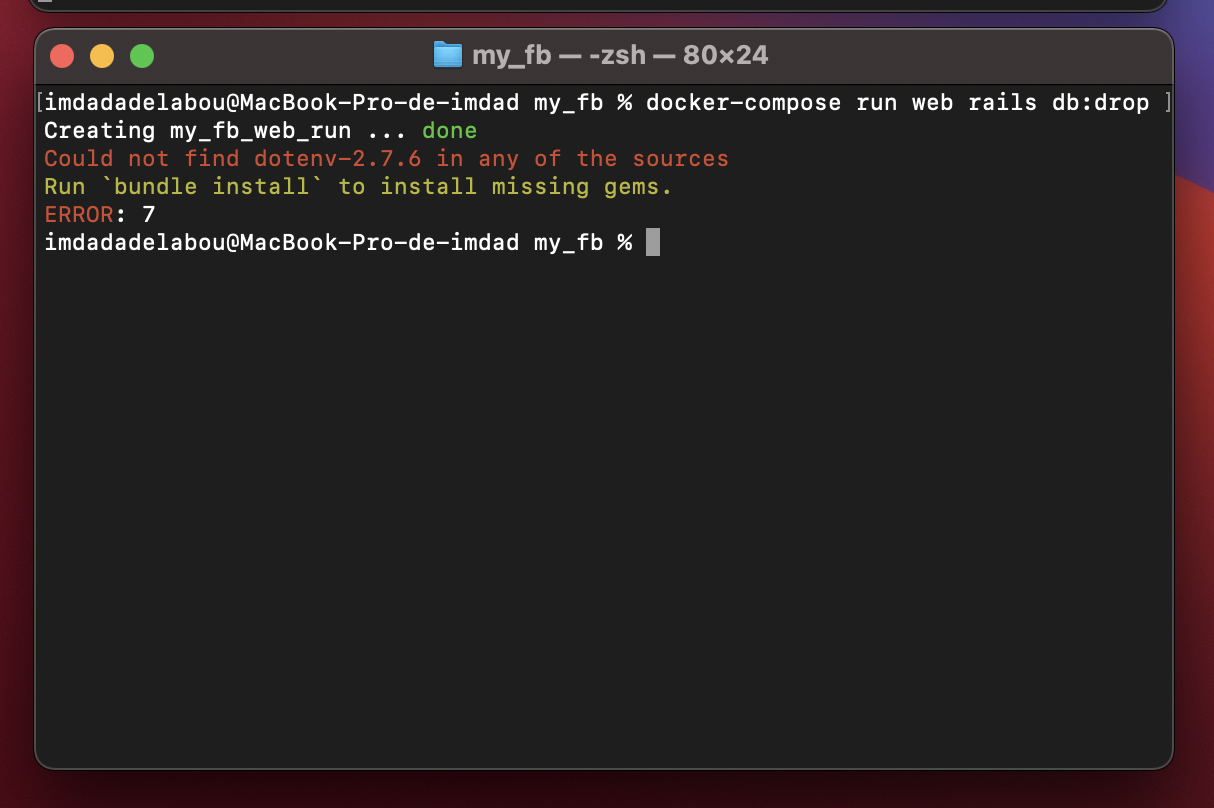 my_fb — -zsh — 80×24
[imdadadelabou@MacBook-Pro-de-imdad my_fb % docker-compose run web rails db:drop ]
Creating my_fb_web_run ... done
Could not find dotenv-2.7.6 in any of the sources
Run `bundle install` to install missing gems.
ERROR: 7
imdadadelabou@MacBook-Pro-de-imdad my_fb %